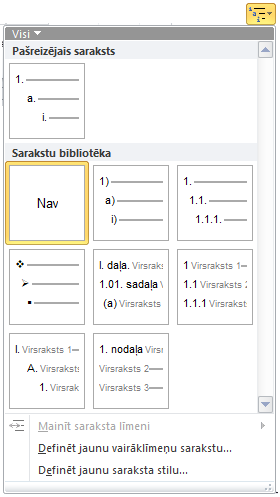 Visi
Pašreizējais saraksts
1.
a.
i.
Sarakstu bibliotēka
Nav
1)
a)
i)
1.
1.1.
1.1.1.
I. daļa. Virsraks
1.01. sadaļa
(a) Virsraksts
1 Virsraksts 1
1.1 Virsraksts 2
1.1.1 Virsraksts
I. Virsraksts 1
A. Virsraks
1. Virsrak
1. nodaļa Virs
Virsraksts 2
Virsraksts 3
Mainīt saraksta līmeni
Definēt jaunu vairāklīmeņu sarakstu...
Definēt jaunu saraksta stilu...